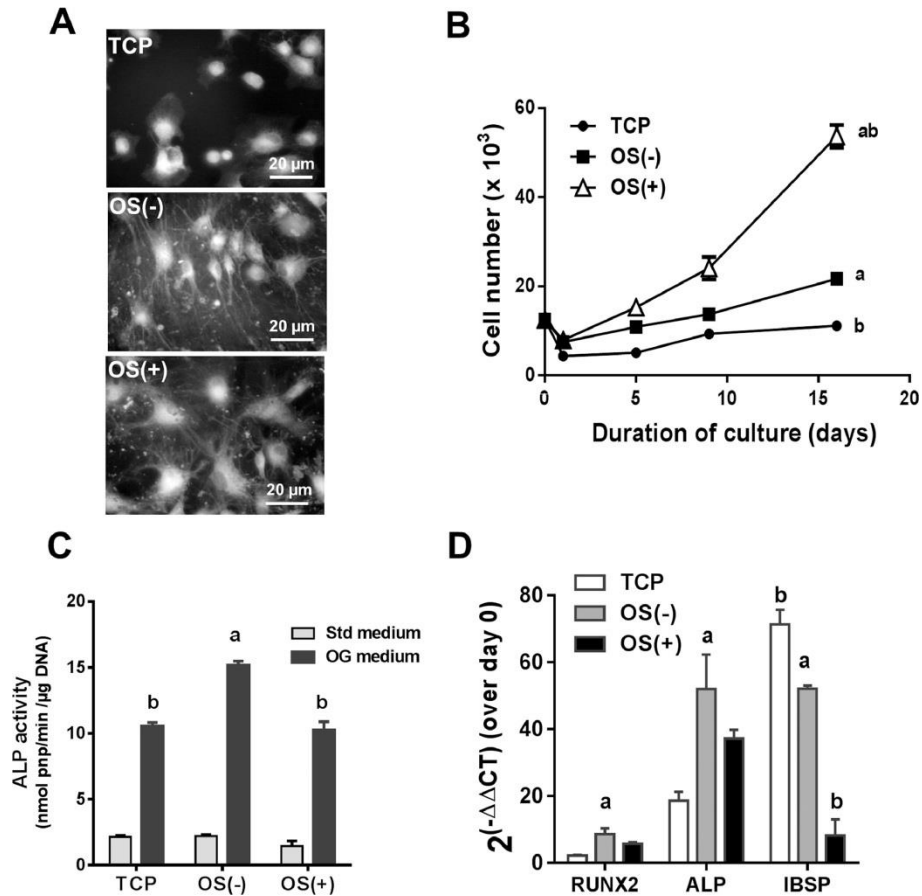 A
TCP
20 µm
OS(-)
20 µm
OS(+)
20 µm
B
Cell number (x 10³)
60
40
20
0
TCP
OS(-)
OS(+)
ab
a
b
0 5 10 15 20
Duration of culture (days)
C
ALP activity
(nmol pnp/min /µg DNA)
20
15
10
5
0
Std medium
OG medium
b
a
b
TCP OS(-) OS(+)
D
2^(-ΔΔCT) (over day 0)
80
60
40
20
0
TCP
OS(-)
OS(+)
a
a
b
a
b
RUNX2 ALP IBSP